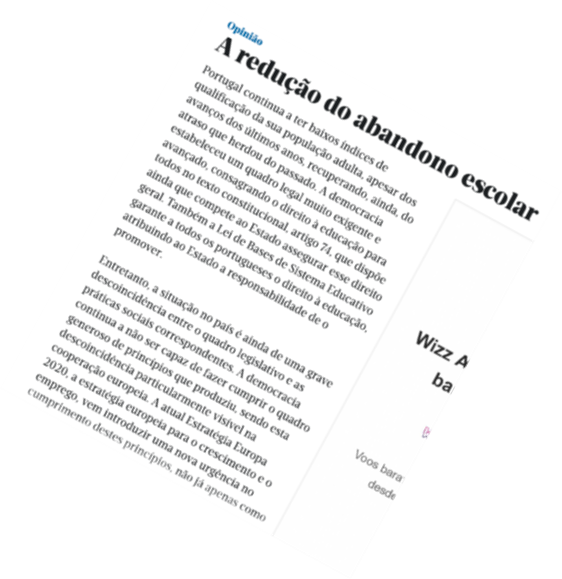 Opinião
A redução do abandono escolar
Portugal continua a ter baixos índices de
qualificação da sua população adulta, apesar dos
avanços dos últimos anos, recuperando, ainda, do
atraso que herdou do passado. A democracia
estabeleceu um quadro legal muito exigente e
avançado, consagrando o direito à educação para
todos no texto constitucional, artigo 74, que dispõe
ainda que compete ao Estado assegurar esse direito
geral. Também a Lei de Bases de Sistema Educativo
garante a todos os portugueses o direito à educação,
atribuindo ao Estado a responsabilidade de o
promover.
Entretanto, a situação no país é ainda de uma grave
descoincidência entre o quadro legislativo e as
práticas sociais correspondentes. A democracia
continua a não ser capaz de fazer cumprir o quadro
generoso de princípios que produziu, sendo esta
descoincidência particularmente visível na
cooperação europeia. A atual Estratégia Europa
2020, a estratégia europeia para o crescimento e o
emprego, vem introduzir uma nova urgência no
cumprimento destes princípios, não já apenas como
Wizz A
ba
Voos bara
desde